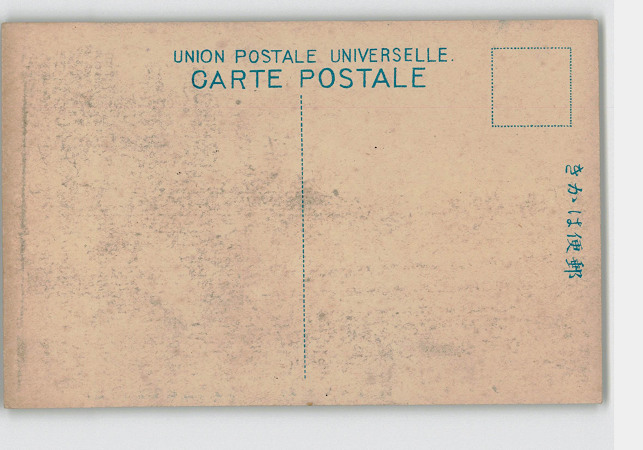 UNION POSTALE UNIVERSELLE.
CARTE POSTALE
きかは便郵